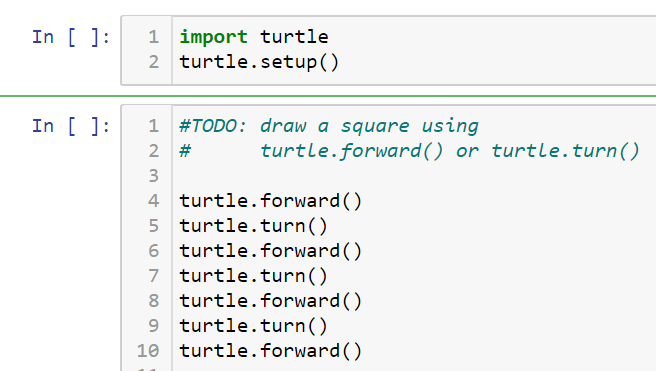 In [ ]: 1 import turtle
2 turtle.setup()
In [ ]: 1 #TODO: draw a square using
2 #      turtle.forward() or turtle.turn()
3
4 turtle.forward()
5 turtle.turn()
6 turtle.forward()
7 turtle.turn()
8 turtle.forward()
9 turtle.turn()
10 turtle.forward()